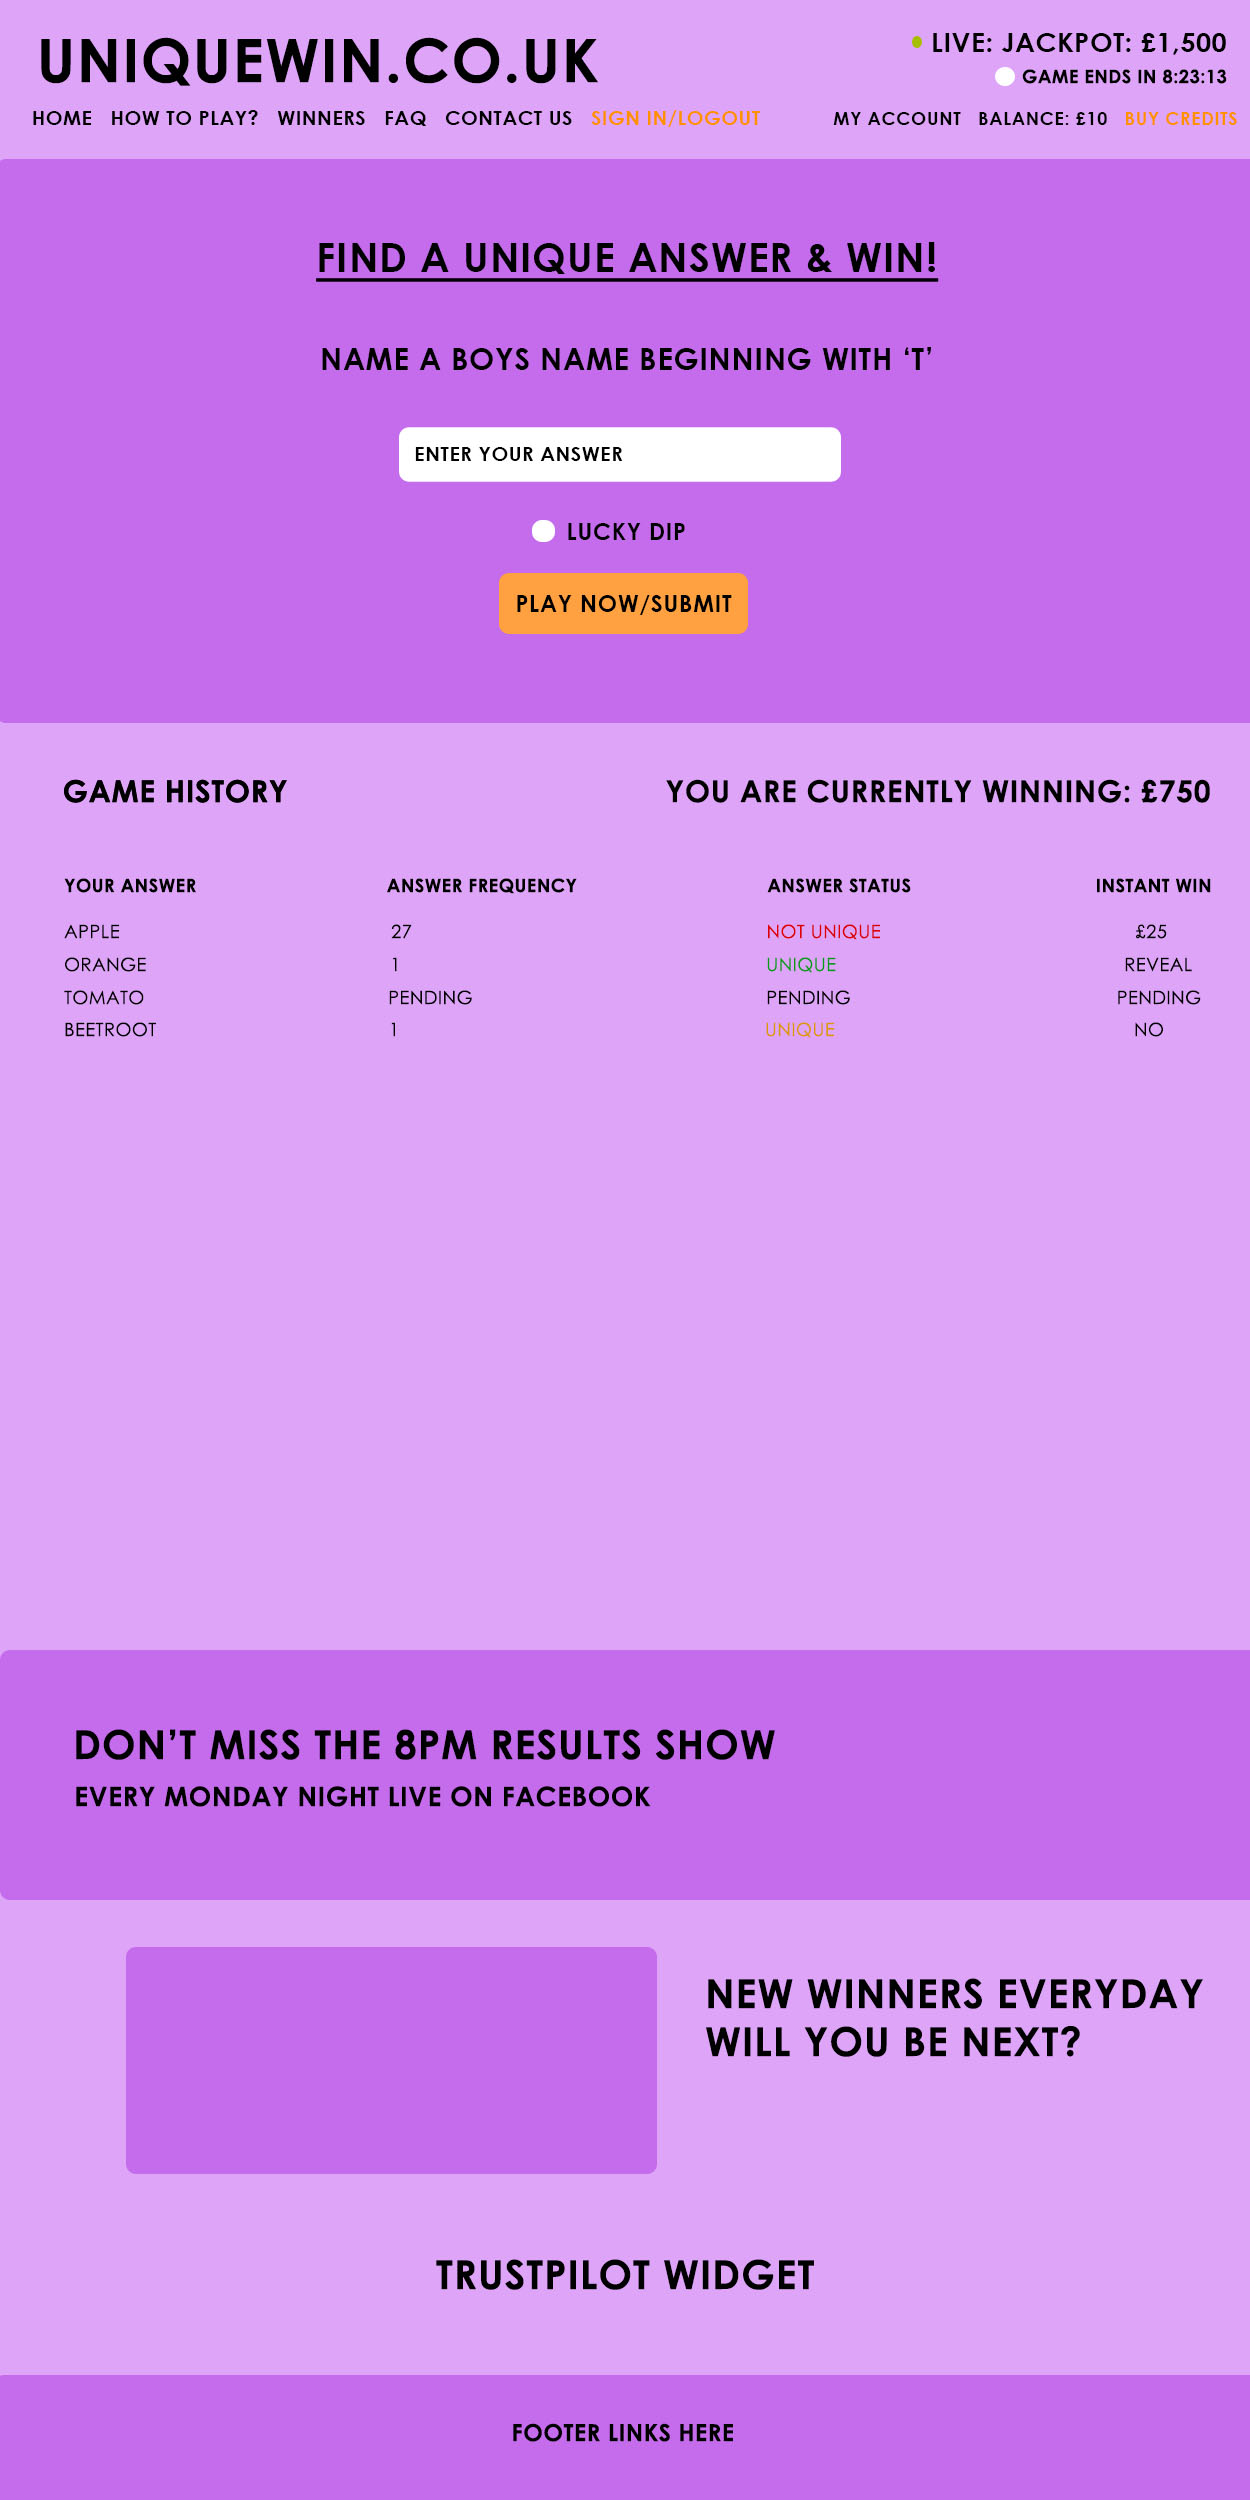 UNIQUEWIN.CO.UK
LIVE: JACKPOT: £1,500
GAME ENDS IN 8:23:13
HOME HOW TO PLAY? WINNERS FAQ CONTACT US SIGN IN/LOGOUT MY ACCOUNT BALANCE: £10 BUY CREDITS
FIND A UNIQUE ANSWER & WIN!
NAME A BOYS NAME BEGINNING WITH ‘T’
ENTER YOUR ANSWER
LUCKY DIP
PLAY NOW/SUBMIT
GAME HISTORY YOU ARE CURRENTLY WINNING: £750
YOUR ANSWER ANSWER FREQUENCY ANSWER STATUS INSTANT WIN
APPLE 27 NOT UNIQUE £25
ORANGE 1 UNIQUE REVEAL
TOMATO PENDING PENDING PENDING
BEETROOT 1 UNIQUE NO
DON’T MISS THE 8PM RESULTS SHOW
EVERY MONDAY NIGHT LIVE ON FACEBOOK
NEW WINNERS EVERYDAY
WILL YOU BE NEXT?
TRUSTPILOT WIDGET
FOOTER LINKS HERE